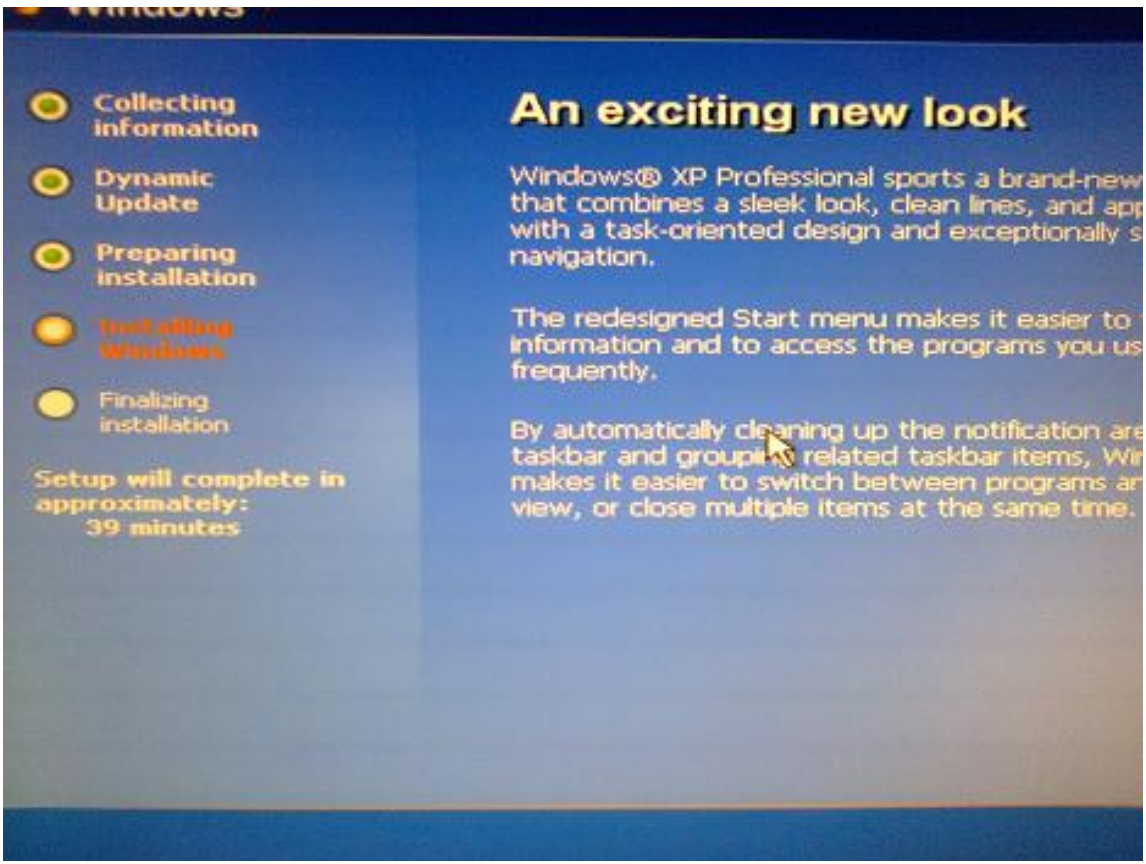 Windows
Collecting
information
Dynamic
Update
Preparing
installation
Installing
Windows
Finalizing
installation
Setup will complete in
approximately:
39 minutes
An exciting new look
Windows® XP Professional sports a brand-new
that combines a sleek look, clean lines, and
with a task-oriented design and exceptionally
navigation.
The redesigned Start menu makes it easier to
information and to access the programs you
frequently.
By automatically cleaning up the notification
taskbar and grouping related taskbar items,
makes it easier to switch between programs
view, or close multiple items at the same time.